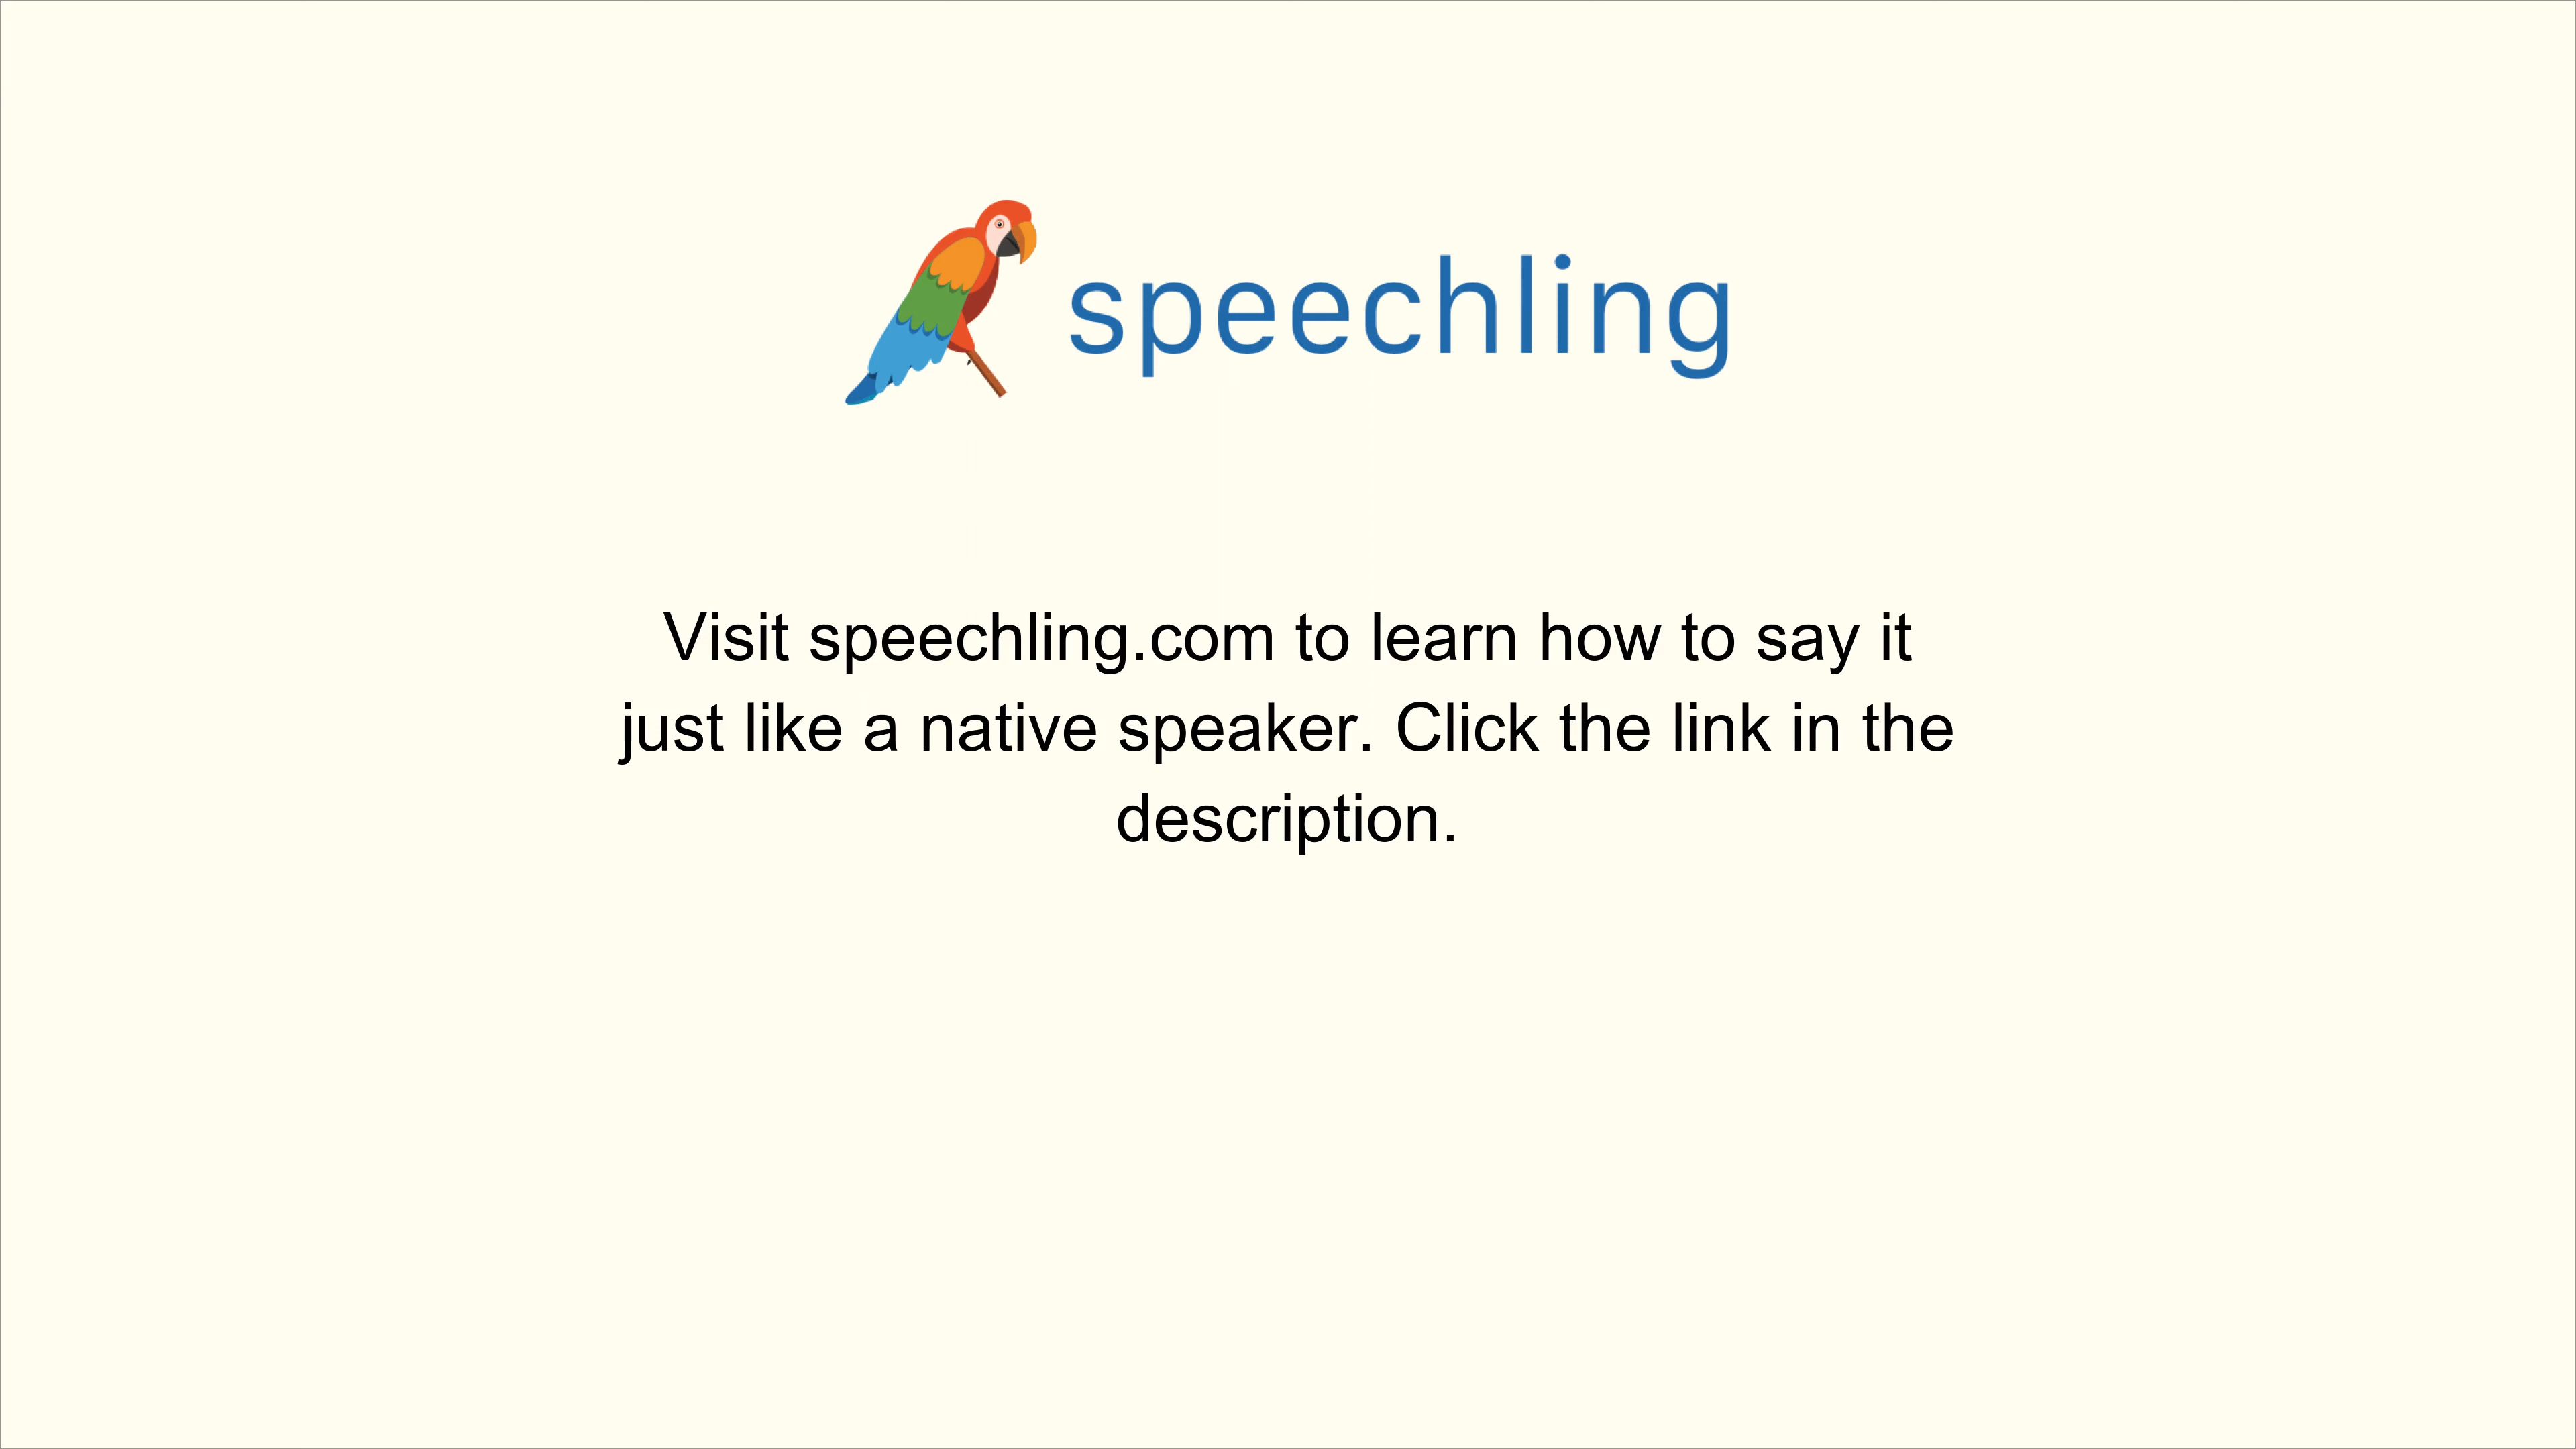 speechling
Visit speechling.com to learn how to say it
just like a native speaker. Click the link in the
description.